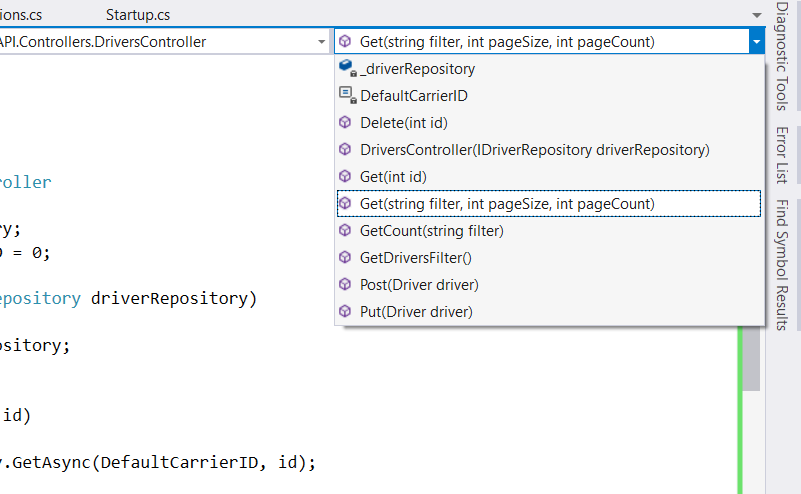 ions.cs Startup.cs
API.Controllers.DriversController Get(string filter, int pageSize, int pageCount)
_driverRepository
DefaultCarrierID
Delete(int id)
DriversController(IDriverRepository driverRepository)
Get(int id)
Get(string filter, int pageSize, int pageCount)
GetCount(string filter)
GetDriversFilter()
Post(Driver driver)
Put(Driver driver)
roller
ry;
= 0;
epository driverRepository)
ository;
id)
.GetAsync(DefaultCarrierID, id);
Diagnostic Tools
Error List
Find Symbol Results